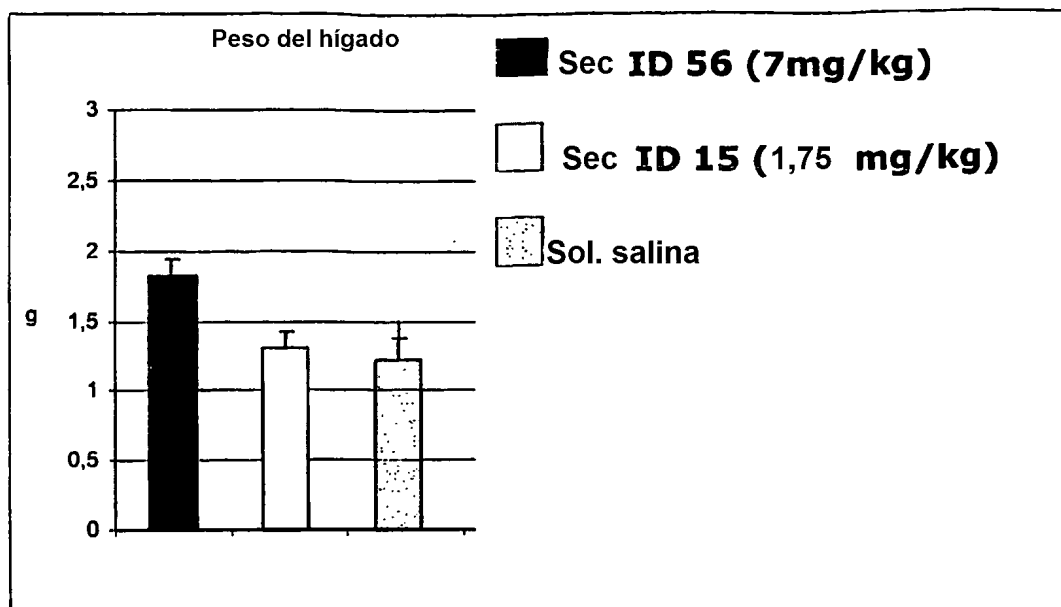 Peso del hígado
3
2,5
2
1,5
1
0,5
0
g
Sec ID 56 (7mg/kg)
Sec ID 15 (1,75 mg/kg)
Sol. salina